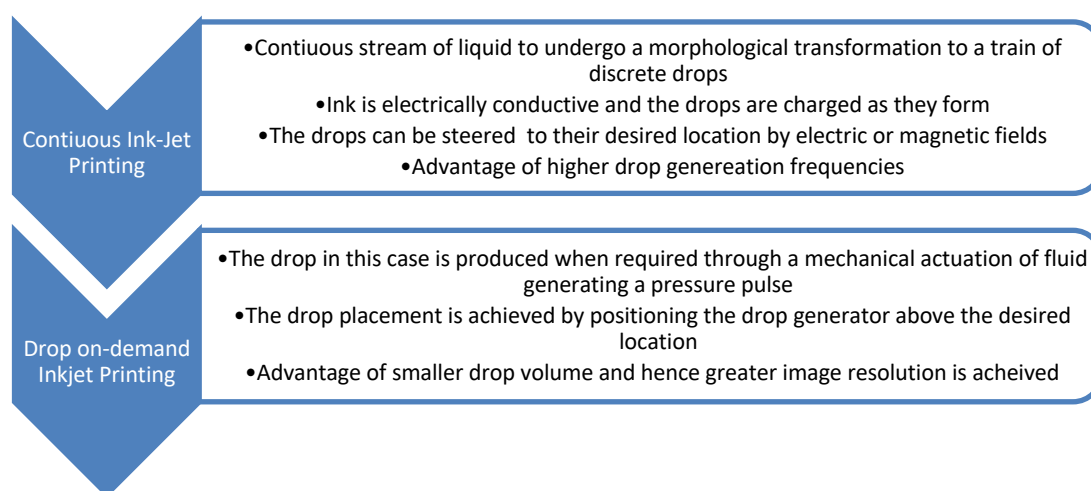 Contiuous Ink-Jet
Printing
•Contiuous stream of liquid to undergo a morphological transformation to a train of
discrete drops
•Ink is electrically conductive and the drops are charged as they form
•The drops can be steered to their desired location by electric or magnetic fields
•Advantage of higher drop genereation frequencies
Drop on-demand
Inkjet Printing
•The drop in this case is produced when required through a mechanical actuation of fluid
generating a pressure pulse
•The drop placement is achieved by positioning the drop generator above the desired
location
•Advantage of smaller drop volume and hence greater image resolution is acheived